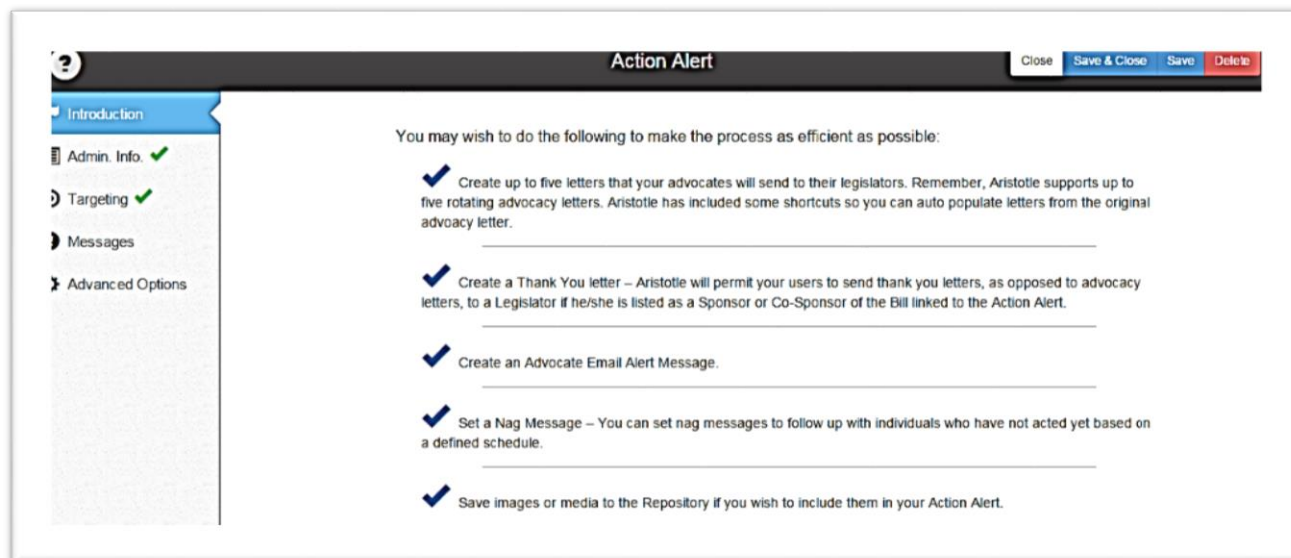 ?
Action Alert
Close
Save & Close
Save
Delete
Introduction
Admin. Info.
Targeting
Messages
Advanced Options
You may wish to do the following to make the process as efficient as possible:
Create up to five letters that your advocates will send to their legislators. Remember, Aristotle supports up to
five rotating advocacy letters. Aristotle has included some shortcuts so you can auto populate letters from the original
advoacy letter.
Create a Thank You letter – Aristotle will permit your users to send thank you letters, as opposed to advocacy
letters, to a Legislator if he/she is listed as a Sponsor or Co-Sponsor of the Bill linked to the Action Alert.
Create an Advocate Email Alert Message.
Set a Nag Message – You can set nag messages to follow up with individuals who have not acted yet based on
a defined schedule.
Save images or media to the Repository if you wish to include them in your Action Alert.